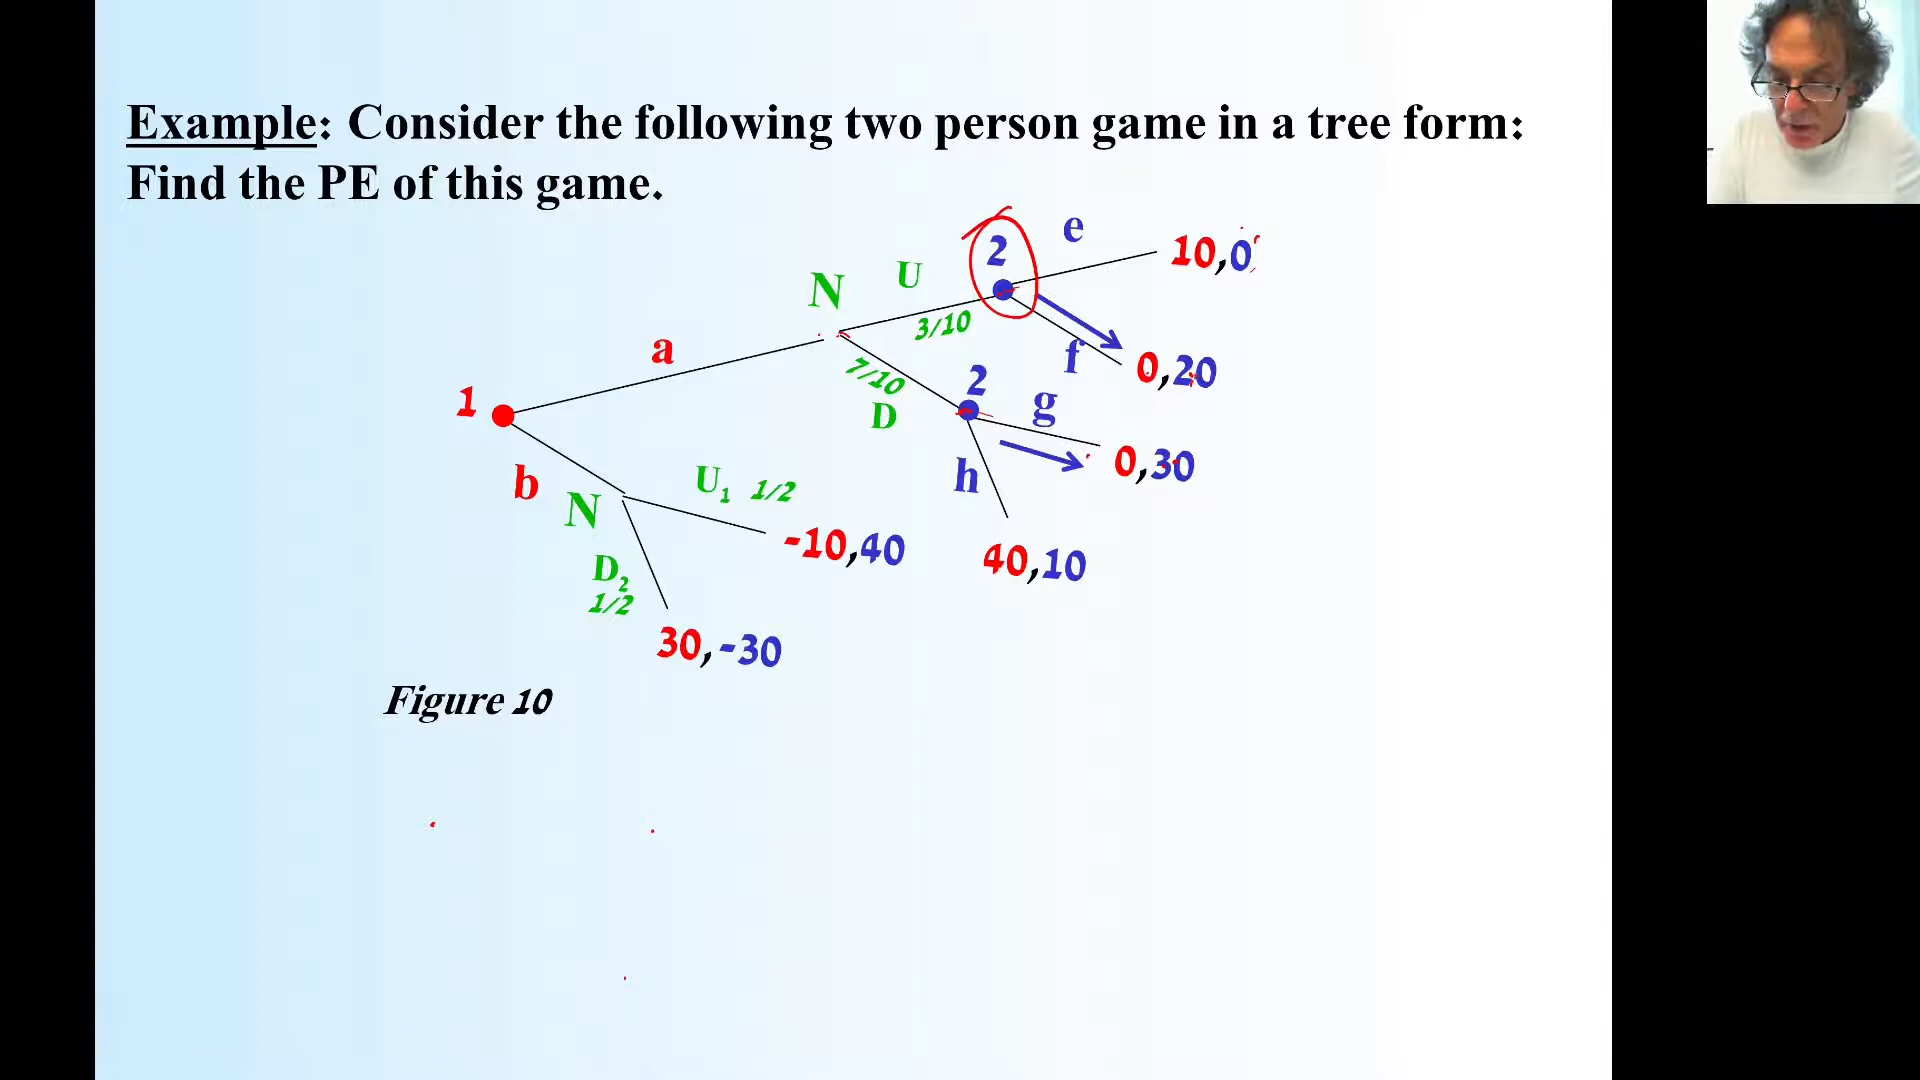 Example: Consider the following two person game in a tree form:
Find the PE of this game.
2 e 10,0
N U
3/10
a f 0,20
7/10 2
1 D g
h 0,30
b N U1 1/2
-10,40 40,10
D2
1/2
30,-30
Figure 10